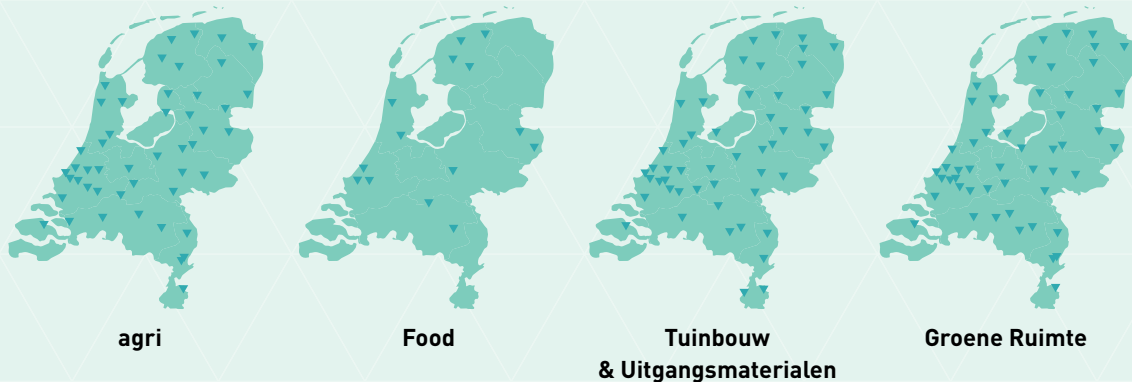 agri
Food
Tuinbouw
& Uitgangsmaterialen
Groene Ruimte